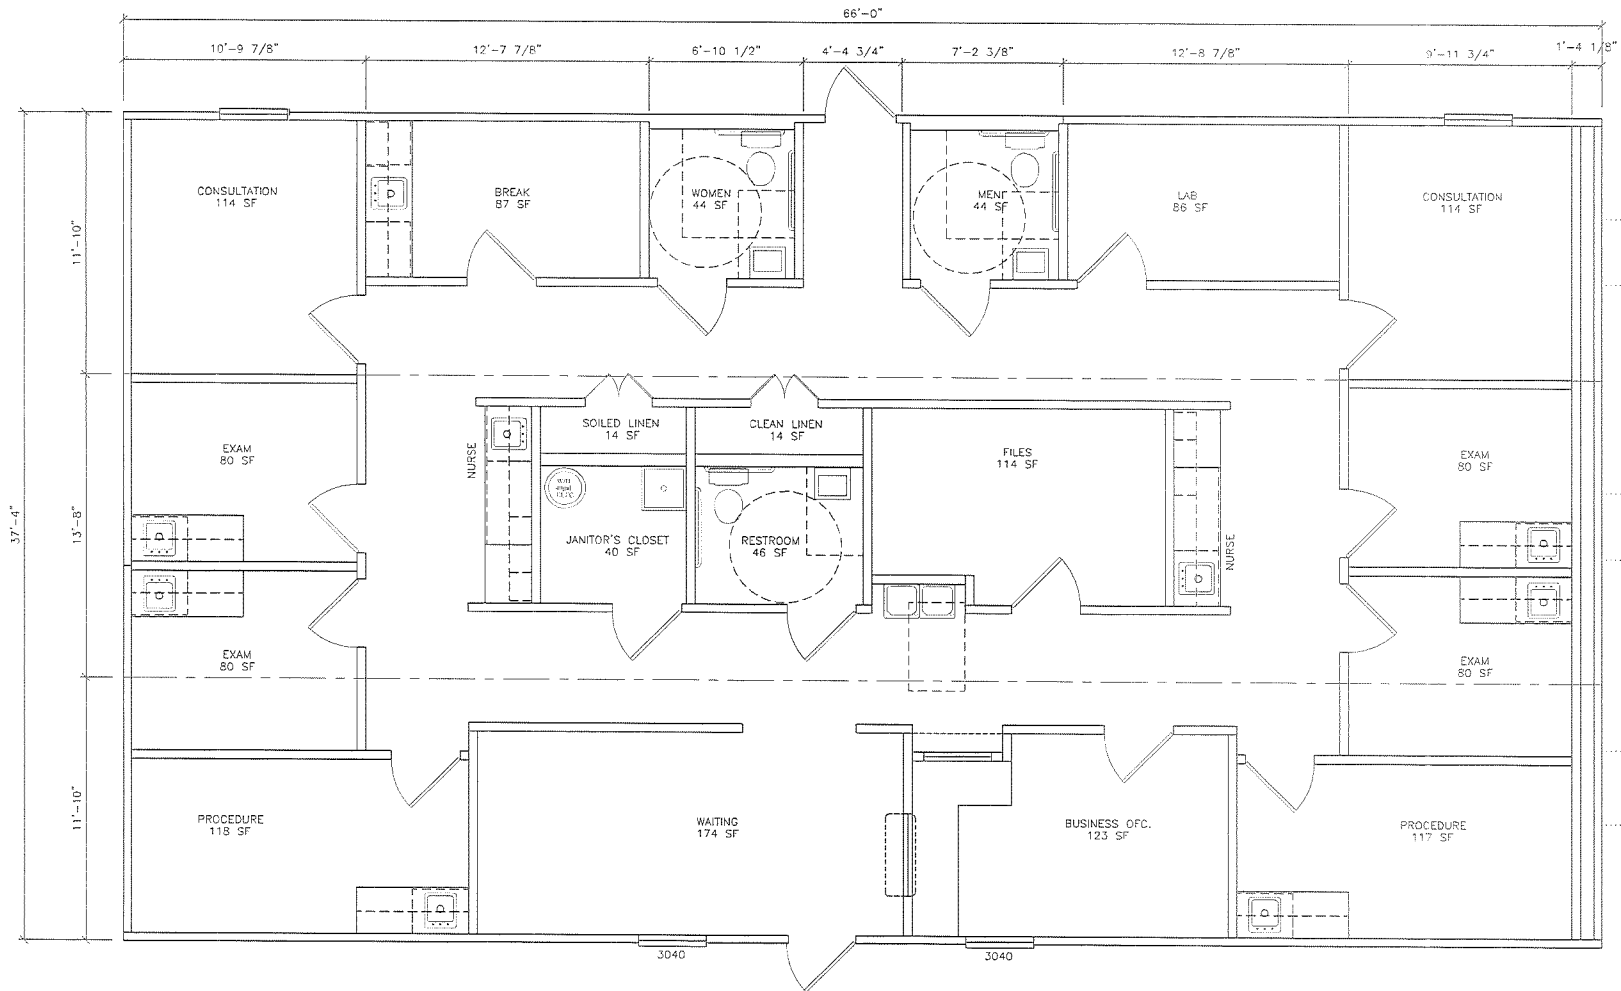 66'-0"
10'-9 7/8"
12'-7 7/8"
6'-10 1/2"
4'-4 3/4"
7'-2 3/8"
12'-8 7/8"
9'-11 3/4"
1'-4 1/8"
CONSULTATION
114 SF
BREAK
87 SF
WOMEN
44 SF
MEN
44 SF
LAB
86 SF
CONSULTATION
114 SF
11'-10"
37'-4"
13'-8"
11'-10"
EXAM
80 SF
NURSE
SOILED LINEN
14 SF
CLEAN LINEN
14 SF
FILES
114 SF
EXAM
80 SF
JANITOR'S CLOSET
40 SF
RESTROOM
46 SF
NURSE
EXAM
80 SF
EXAM
80 SF
PROCEDURE
118 SF
WAITING
174 SF
BUSINESS OFC.
123 SF
PROCEDURE
117 SF
3040
3040